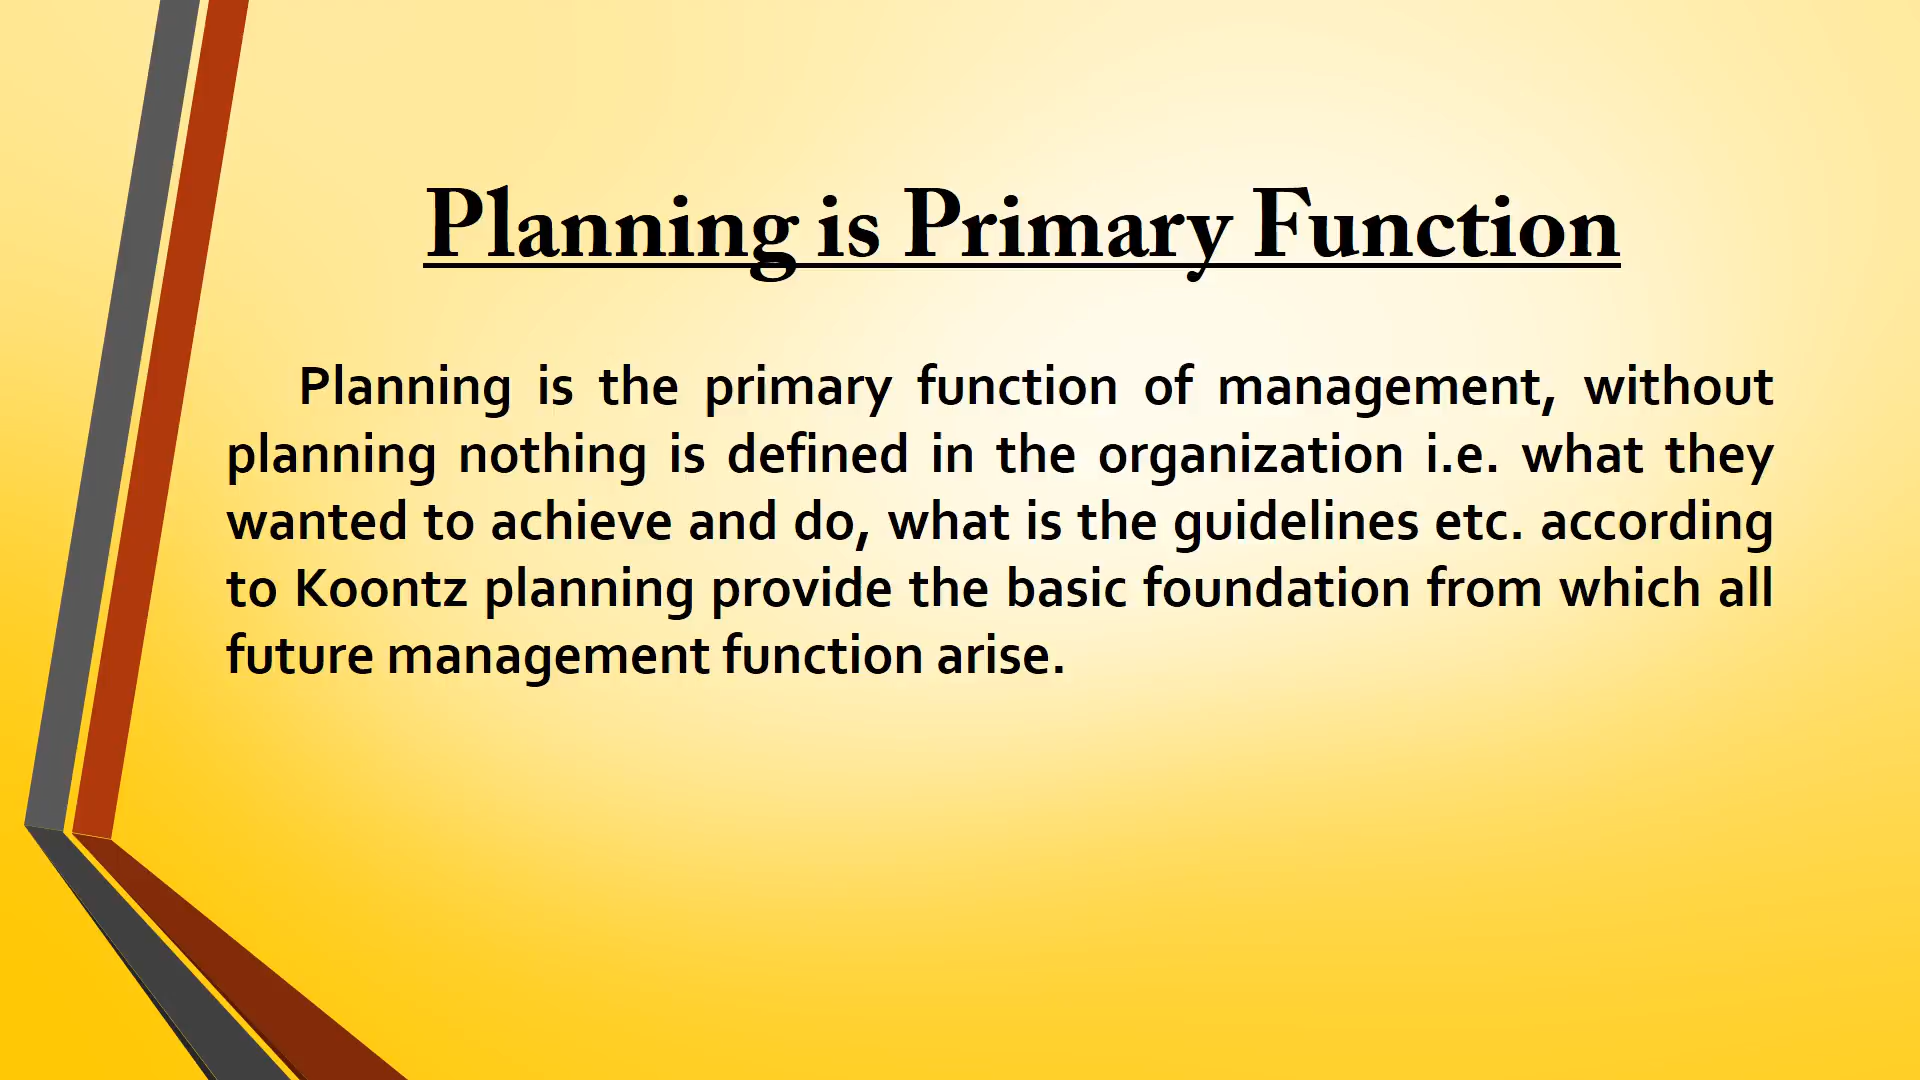 Planning is Primary Function
Planning is the primary function of management, without
planning nothing is defined in the organization i.e. what they
wanted to achieve and do, what is the guidelines etc. according
to Koontz planning provide the basic foundation from which all
future management function arise.